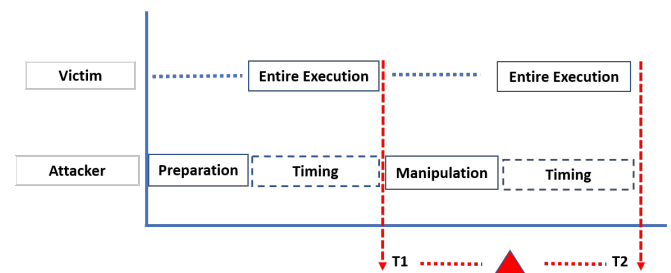 Victim
Entire Execution
Entire Execution
Attacker
Preparation
Timing
Manipulation
Timing
T1
T2